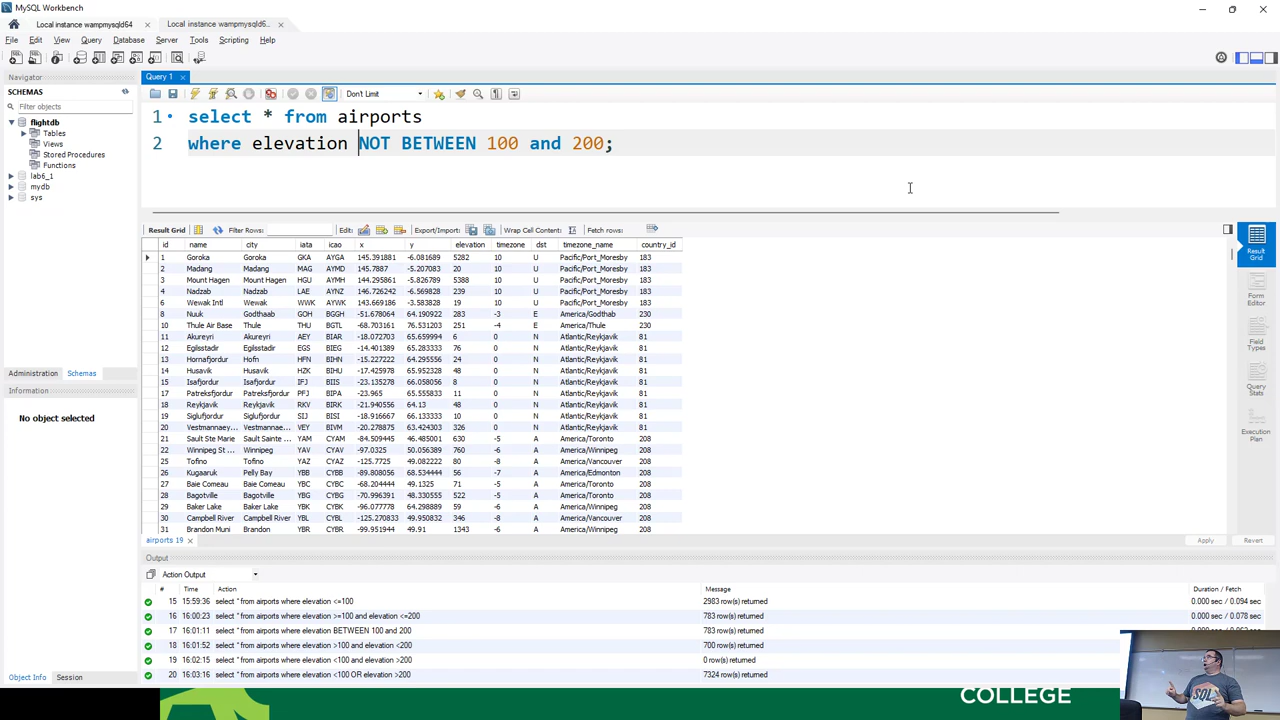 MySQL Workbench
Local instance wampmysqld64 × Local instance wampmysqld6... ×
File Edit View Query Database Server Tools Scripting Help
Navigator
Query 1 ×
SCHEMAS
Don't Limit
Filter objects
flightdb
Tables
Views
Stored Procedures
Functions
lab6_1
mydb
sys
1 select * from airports
2 where elevation NOT BETWEEN 100 and 200;
Result Grid Filter Rows: Edit: Export/Import: Wrap Cell Content: Fetch rows:
id name city iata icao x y elevation timezone dst timezone_name country_id
1 Goroka Goroka GKA AYGA 145.391881 -6.081689 5282 10 U Pacific/Port_Moresby 183
2 Madang Madang MAG AYMD 145.7887 -5.207083 20 10 U Pacific/Port_Moresby 183
3 Mount Hagen Mount Hagen HGU AYMH 144.295861 -5.826789 5388 10 U Pacific/Port_Moresby 183
4 Nadzab Nadzab LAE AYNZ 146.726242 -6.569828 239 10 U Pacific/Port_Moresby 183
6 Wewak Intl Wewak WWK AYWK 143.669186 -3.583828 19 10 U Pacific/Port_Moresby 183
8 Nuuk Godthaab GOH BGGH -51.678064 64.190922 283 -3 E America/Godthab 230
10 Thule Air Base Thule THU BGTL -68.703161 76.531203 251 -4 E America/Thule 230
11 Akureyri Akureyri AEY BIAR -18.072703 65.659994 6 0 N Atlantic/Reykjavik 81
12 Egilsstadir Egilsstadir EGS BIEG -14.401389 65.283333 76 0 N Atlantic/Reykjavik 81
13 Hornafjordur Hofn HFN BIHN -15.227222 64.295556 24 0 N Atlantic/Reykjavik 81
14 Husavik Husavik HZK BIHU -17.425978 65.952328 48 0 N Atlantic/Reykjavik 81
15 Isafjordur Isafjordur IFJ BIIS -23.135278 66.058056 8 0 N Atlantic/Reykjavik 81
17 Patreksfjordur Patreksfjordur PFJ BIPA -23.965 65.555833 11 0 N Atlantic/Reykjavik 81
18 Reykjavik Reykjavik RKV BIRK -21.940556 64.13 48 0 N Atlantic/Reykjavik 81
19 Siglufjordur Siglufjordur SIJ BISI -18.916667 66.133333 10 0 N Atlantic/Reykjavik 81
20 Vestmannaey... Vestmannae... VEY BIVM -20.278875 63.424303 326 0 N Atlantic/Reykjavik 81
21 Sault Ste Marie Sault Sainte ... YAM CYAM -84.509445 46.485001 630 -5 A America/Toronto 208
22 Winnipeg St ... Winnipeg YAV CYAV -97.0325 50.056389 760 -6 A America/Winnipeg 208
25 Tofino Tofino YAZ CYAZ -125.7725 49.082222 80 -8 A America/Vancouver 208
26 Kugaaruk Pelly Bay YBB CYBB -89.808056 68.534444 56 -7 A America/Edmonton 208
27 Baie Comeau Baie Comeau YBC CYBC -68.204444 49.1325 71 -5 A America/Toronto 208
28 Bagotville Bagotville YBG CYBG -70.996391 48.330555 522 -5 A America/Toronto 208
29 Baker Lake Baker Lake YBK CYBK -96.077778 64.298889 59 -6 A America/Winnipeg 208
30 Campbell River Campbell River YBL CYBL -125.270833 49.950832 346 -8 A America/Vancouver 208
31 Brandon Muni Brandon YBR CYBR -99.951944 49.91 1343 -6 A America/Winnipeg 208
Result Grid
Form Editor
Field Types
Query Stats
Execution Plan
Administration Schemas
Information
No object selected
airports 19 × Apply Revert
Output
Action Output
# Time Action Message Duration / Fetch
15 15:59:36 select * from airports where elevation <=100 2983 row(s) returned 0.000 sec / 0.094 sec
16 16:00:23 select * from airports where elevation >=100 and elevation <=200 783 row(s) returned 0.000 sec / 0.078 sec
17 16:01:11 select * from airports where elevation BETWEEN 100 and 200 783 row(s) returned
18 16:01:52 select * from airports where elevation >100 and elevation <200 700 row(s) returned
19 16:02:15 select * from airports where elevation <100 and elevation >200 0 row(s) returned
20 16:03:16 select * from airports where elevation <100 OR elevation >200 7324 row(s) returned
Object Info Session
COLLEGE
SQL